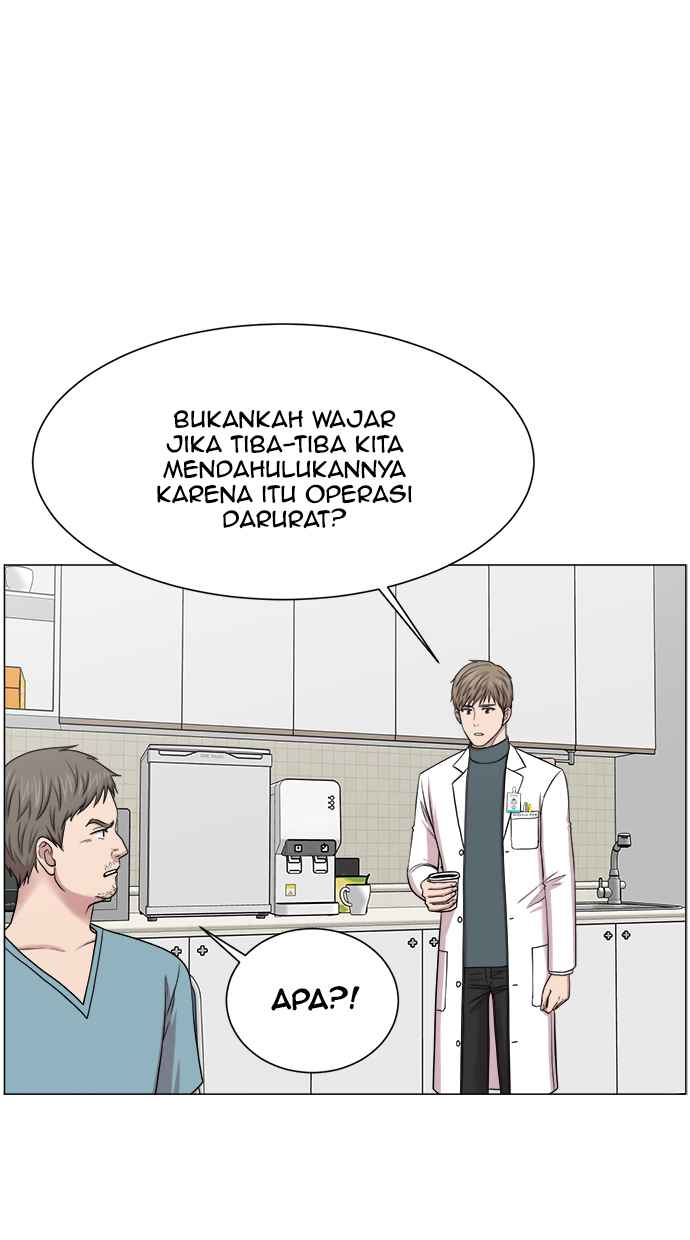 BUKANKAH WAJAR
JIKA TIBA-TIBA KITA
MENDAHULUKANNYA
KARENA ITU OPERASI
DARURAT?
APA?!